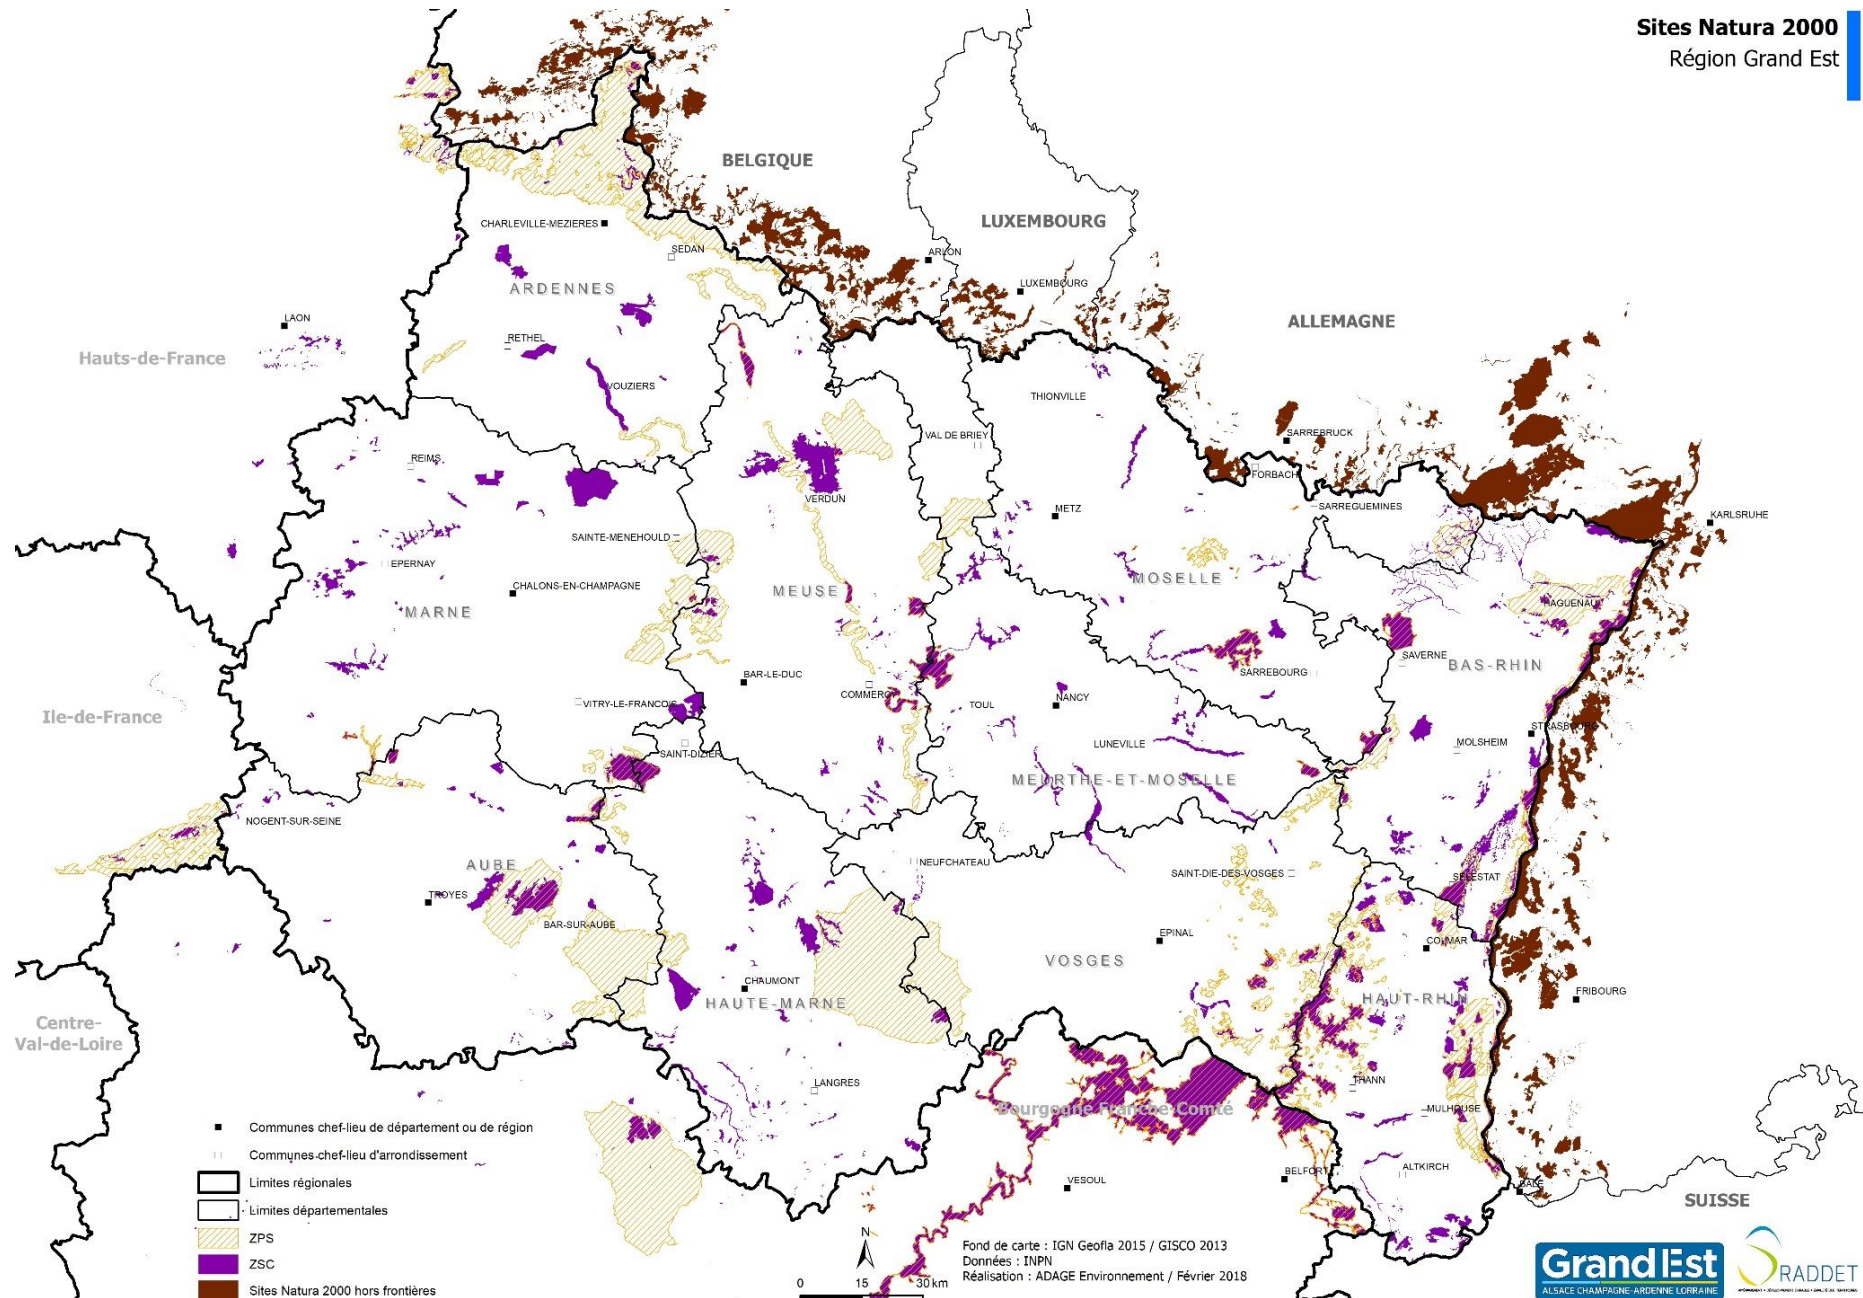 Sites Natura 2000
Région Grand Est
BELGIQUE
LUXEMBOURG
CHARLEVILLE-MEZIERES
SEDAN
ARLON
ARDENNES
LUXEMBOURG
LAON
ALLEMAGNE
Hauts-de-France
RETHEL
VOUZIERS
THIONVILLE
VAL DE BRIEY
SARREBRUCK
REIMS
FORBACH
VERDUN
METZ
SARREGUEMINES
KARLSRUHE
SAINTE-MENEHOULD
EPERNAY
CHALONS-EN-CHAMPAGNE
MEUSE
MOSELLE
MARNE
HAGUENAU
SAVERNE
BAS-RHIN
BAR-LE-DUC
SARREBOURG
COMMERCY
NANCY
TOUL
VITRY-LE-FRANCOIS
Ile-de-France
STRASBOURG
SAINT-DIZIER
LUNEVILLE
MOLSHEIM
MEURTHE-ET-MOSELLE
NOGENT-SUR-SEINE
AUBE
NEUFCHATEAU
SAINT-DIE-DES-VOSGES
SELESTAT
TROYES
BAR-SUR-AUBE
EPINAL
COLMAR
VOSGES
CHAUMONT
HAUTE-MARNE
HAUT-RHIN
FRIBOURG
Centre-
Val-de-Loire
LANGRES
THANN
Bourgogne Franche-Comté
MULHOUSE
ALTKIRCH
BELFORT
VESOUL
BALE
SUISSE
Communes chef-lieu de département ou de région
Communes-chef-lieu d'arrondissement
Limites régionales
Limites départementales
ZPS
ZSC
Sites Natura 2000 hors frontières
N
0 15 30 km
Fond de carte : IGN Geofla 2015 / GISCO 2013
Données : INPN
Réalisation : ADAGE Environnement / Février 2018
GrandEst
ALSACE CHAMPAGNE-ARDENNE LORRAINE
SRADDET